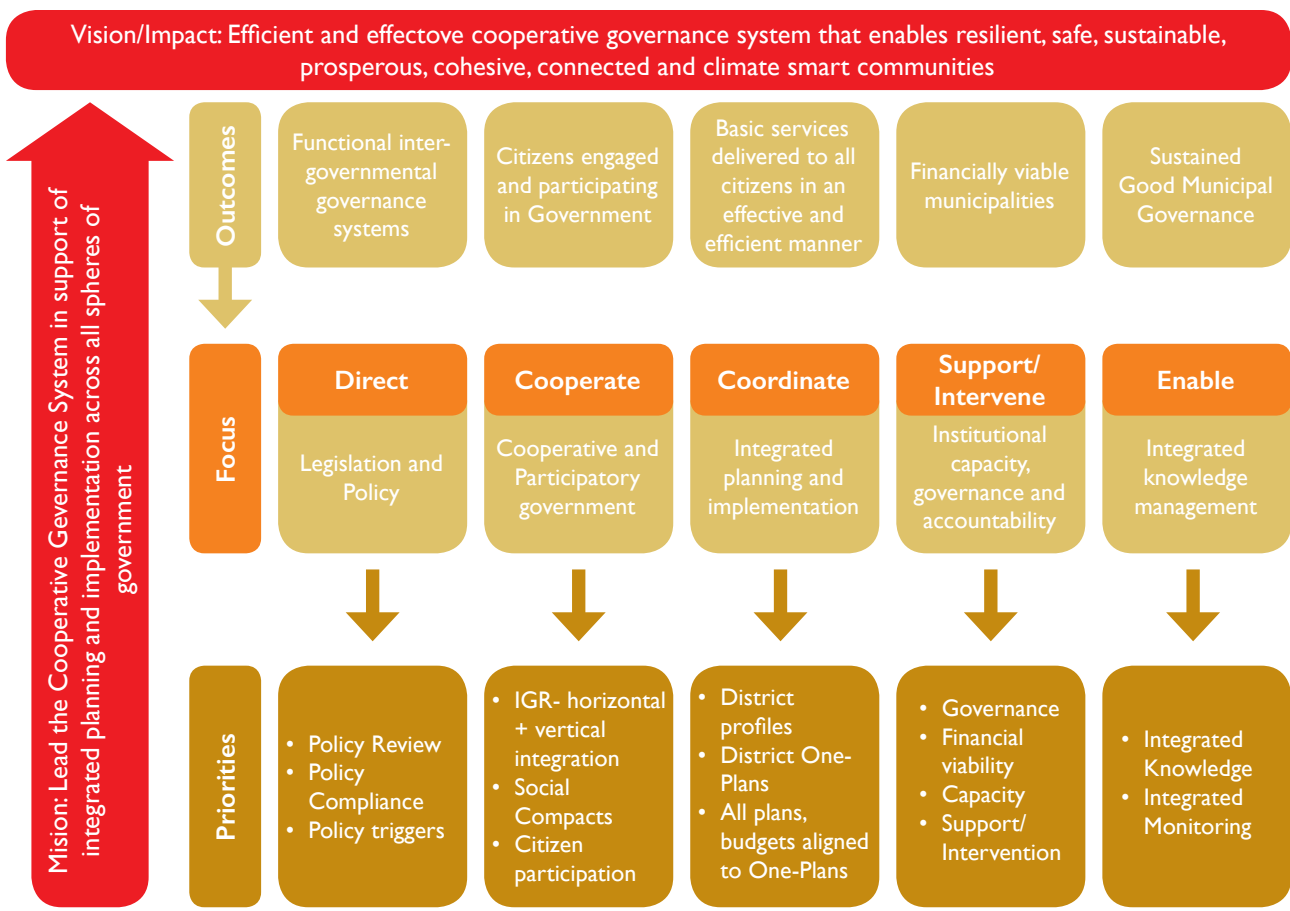 Vision/Impact: Efficient and effectove cooperative governance system that enables resilient, safe, sustainable,
prosperous, cohesive, connected and climate smart communities
Mision: Lead the Cooperative Gevernance System in support of
integrated planning and implementation across all spheres of
government
Outcomes
Functional inter-
governmental
governance
systems
Citizens engaged
and participating
in Government
Basic services
delivered to all
citizens in an
effective and
efficient manner
Financially viable
municipalities
Sustained
Good Municipal
Governance
Focus
Direct
Legislation and
Policy
Cooperate
Cooperative and
Participatory
government
Coordinate
Integrated
planning and
implementation
Support/
Intervene
Institutional
capacity,
governance and
accountability
Enable
Integrated
knowledge
management
Priorities
• Policy Review
• Policy
Compliance
• Policy triggers
• IGR- horizontal
+ vertical
integration
• Social
Compacts
• Citizen
participation
• District
profiles
• District One-
Plans
• All plans,
budgets aligned
to One-Plans
• Governance
• Financial
viability
• Capacity
• Support/
Intervention
• Integrated
Knowledge
• Integrated
Monitoring